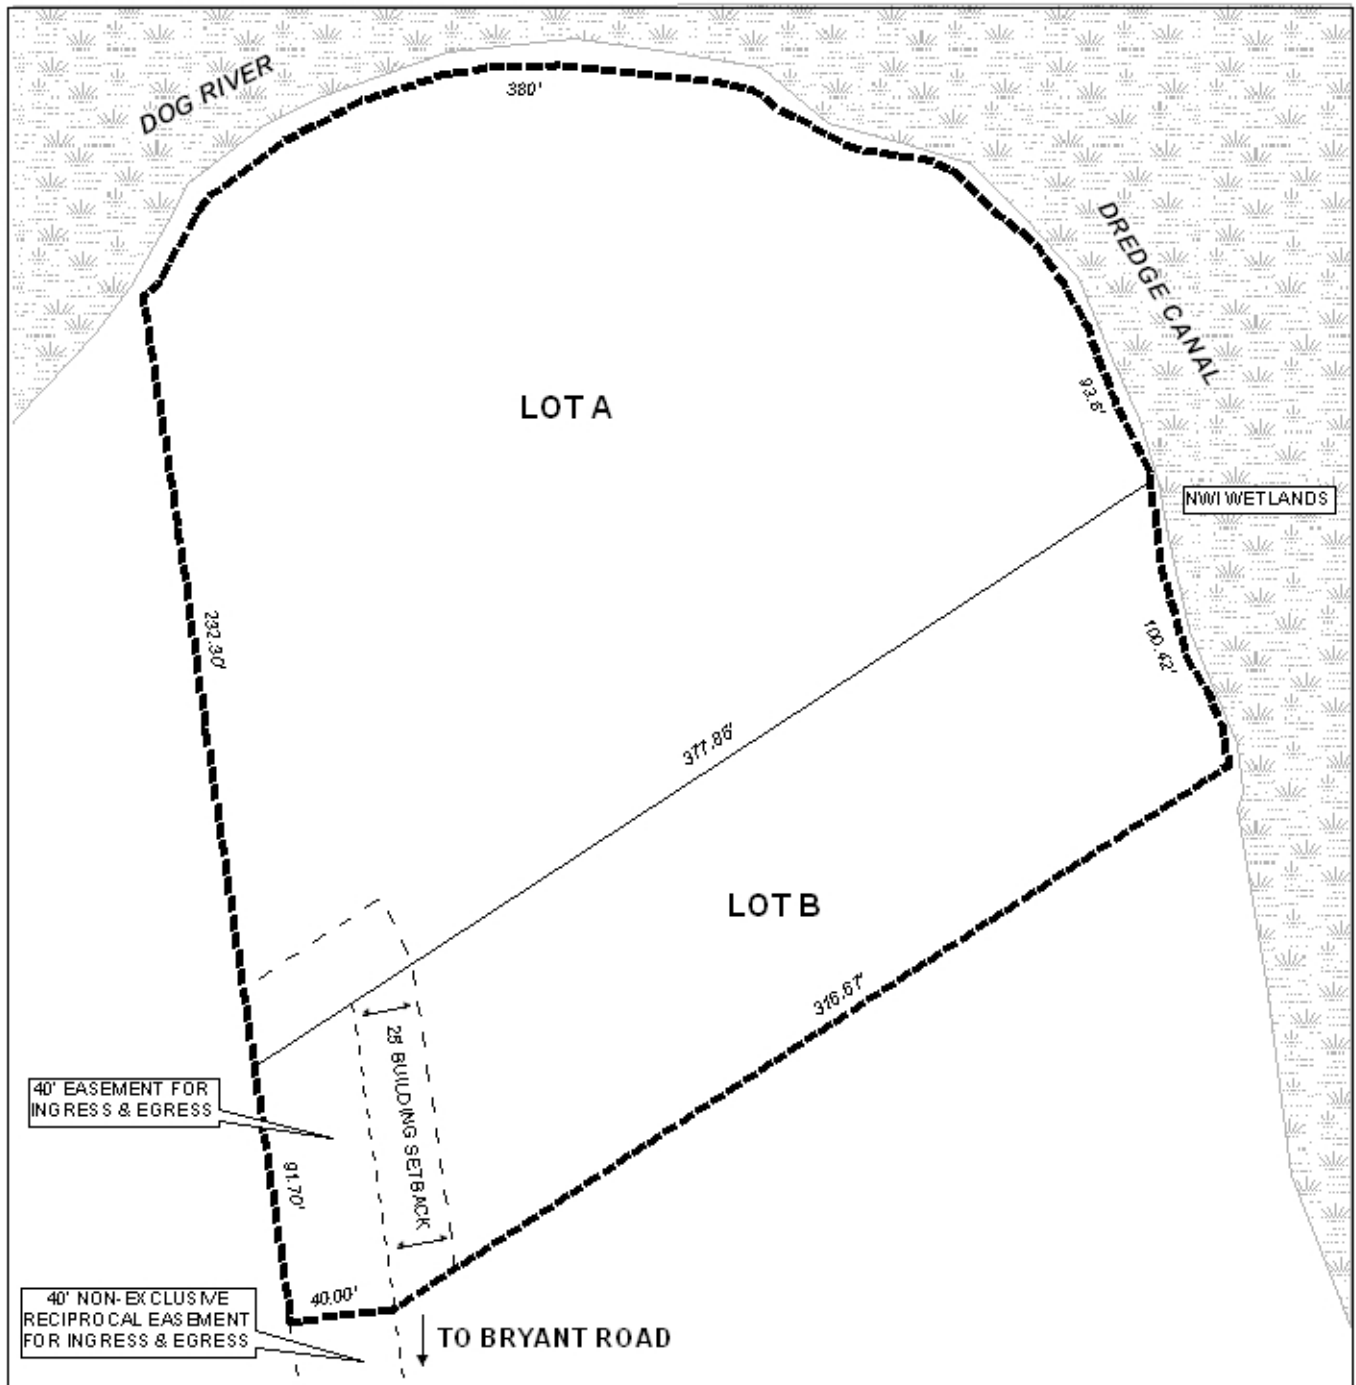 DOG RIVER
380'
DREDGE CANAL
LOT A
93.6'
NWI WETLANDS
232.30'
100.42'
377.86'
LOT B
316.67'
25' BUILDING SETBACK
40' EASEMENT FOR
INGRESS & EGRESS
91.70'
40.00'
40' NON-EXCLUSIVE
RECIPROCAL EASEMENT
FOR INGRESS & EGRESS
TO BRYANT ROAD